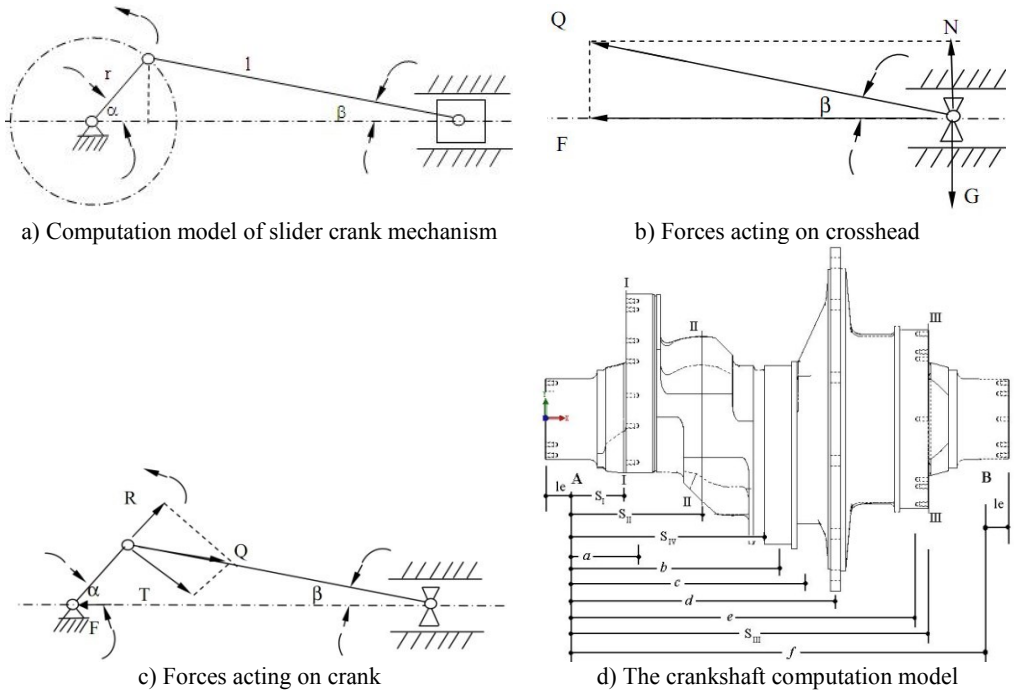 r
l
α
β
a) Computation model of slider crank mechanism
Q
N
β
F
G
b) Forces acting on crosshead
R
Q
α
T
β
F
c) Forces acting on crank
I
II
III
A
B
le
I
le
S_I
II
III
S_II
S_IV
a
b
c
d
e
S_III
f
d) The crankshaft computation model